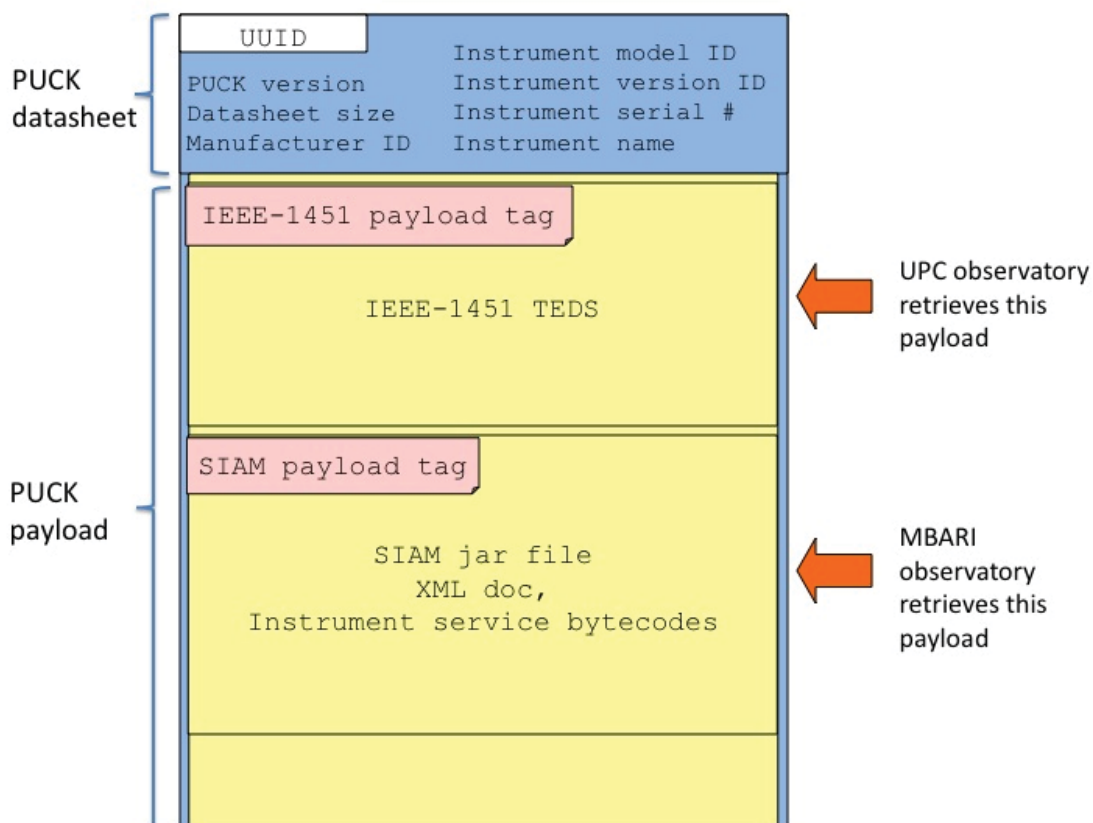 UUID
PUCK version
Datasheet size
Manufacturer ID
Instrument model ID
Instrument version ID
Instrument serial #
Instrument name
PUCK
datasheet
IEEE-1451 payload tag
IEEE-1451 TEDS
UPC observatory
retrieves this
payload
SIAM payload tag
PUCK
payload
SIAM jar file
XML doc,
Instrument service bytecodes
MBARI
observatory
retrieves this
payload